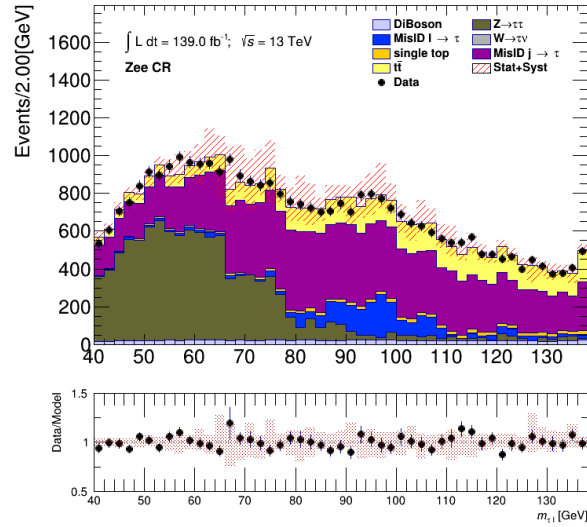 Events/2.00[GeV]
1800
1600
1400
1200
1000
800
600
400
200
0
∫ L dt = 139.0 fb⁻¹; √s = 13 TeV
Zee CR
DiBoson
MisID l → τ
single top
tt̄
Data
Z→ττ
W→τν
MisID j → τ
Stat+Syst
40 50 60 70 80 90 100 110 120 130
Data/Model
1.5
1
0.5
40 50 60 70 80 90 100 110 120 130
m_τ l [GeV]